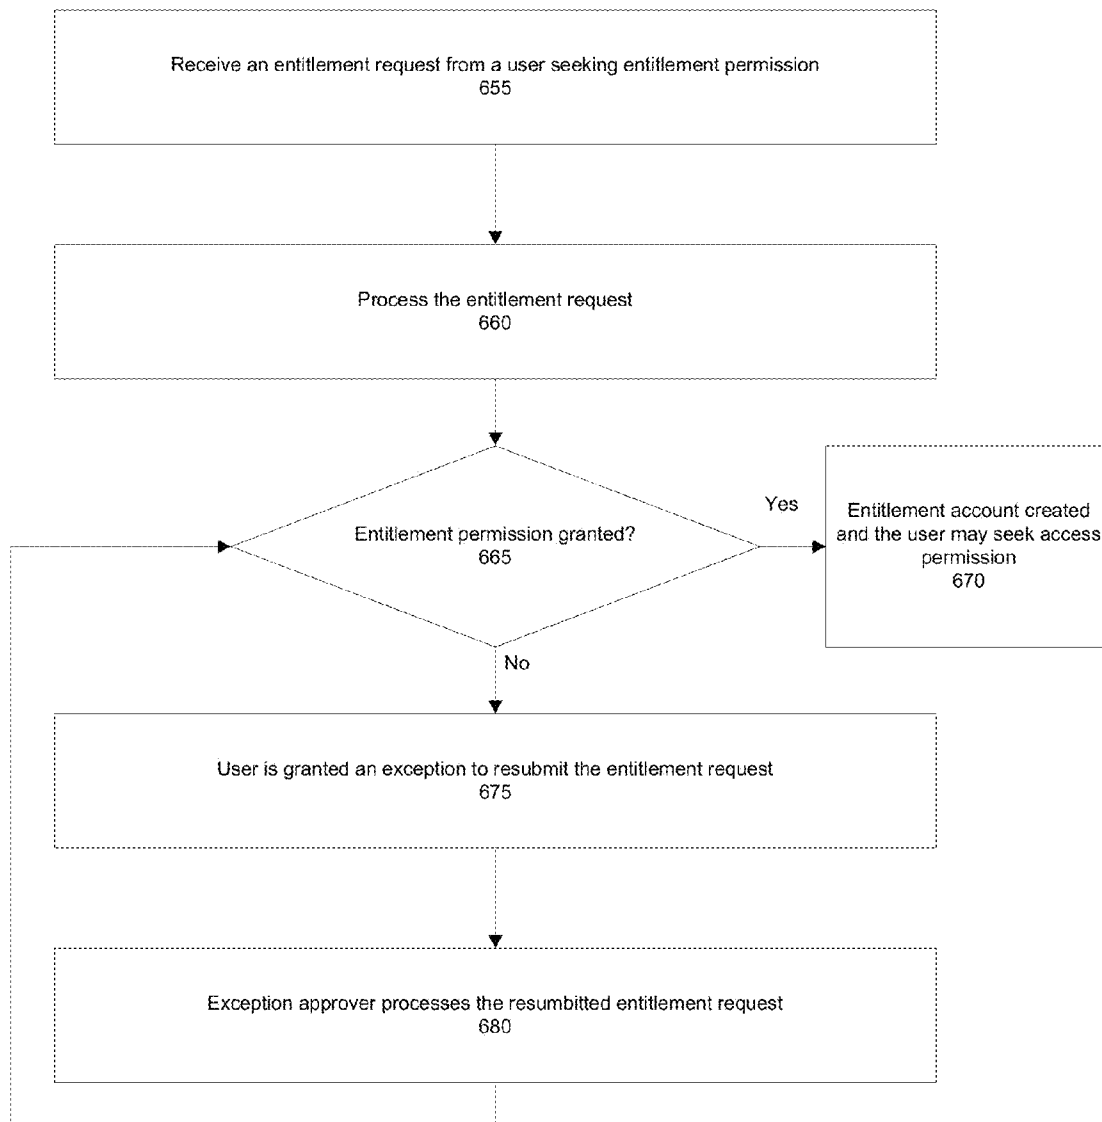 Receive an entitlement request from a user seeking entitlement permission
655
Process the entitlement request
660
Entitlement permission granted?
665
Yes
Entitlement account created
and the user may seek access
permission
670
No
User is granted an exception to resubmit the entitlement request
675
Exception approver processes the resumbitted entitlement request
680